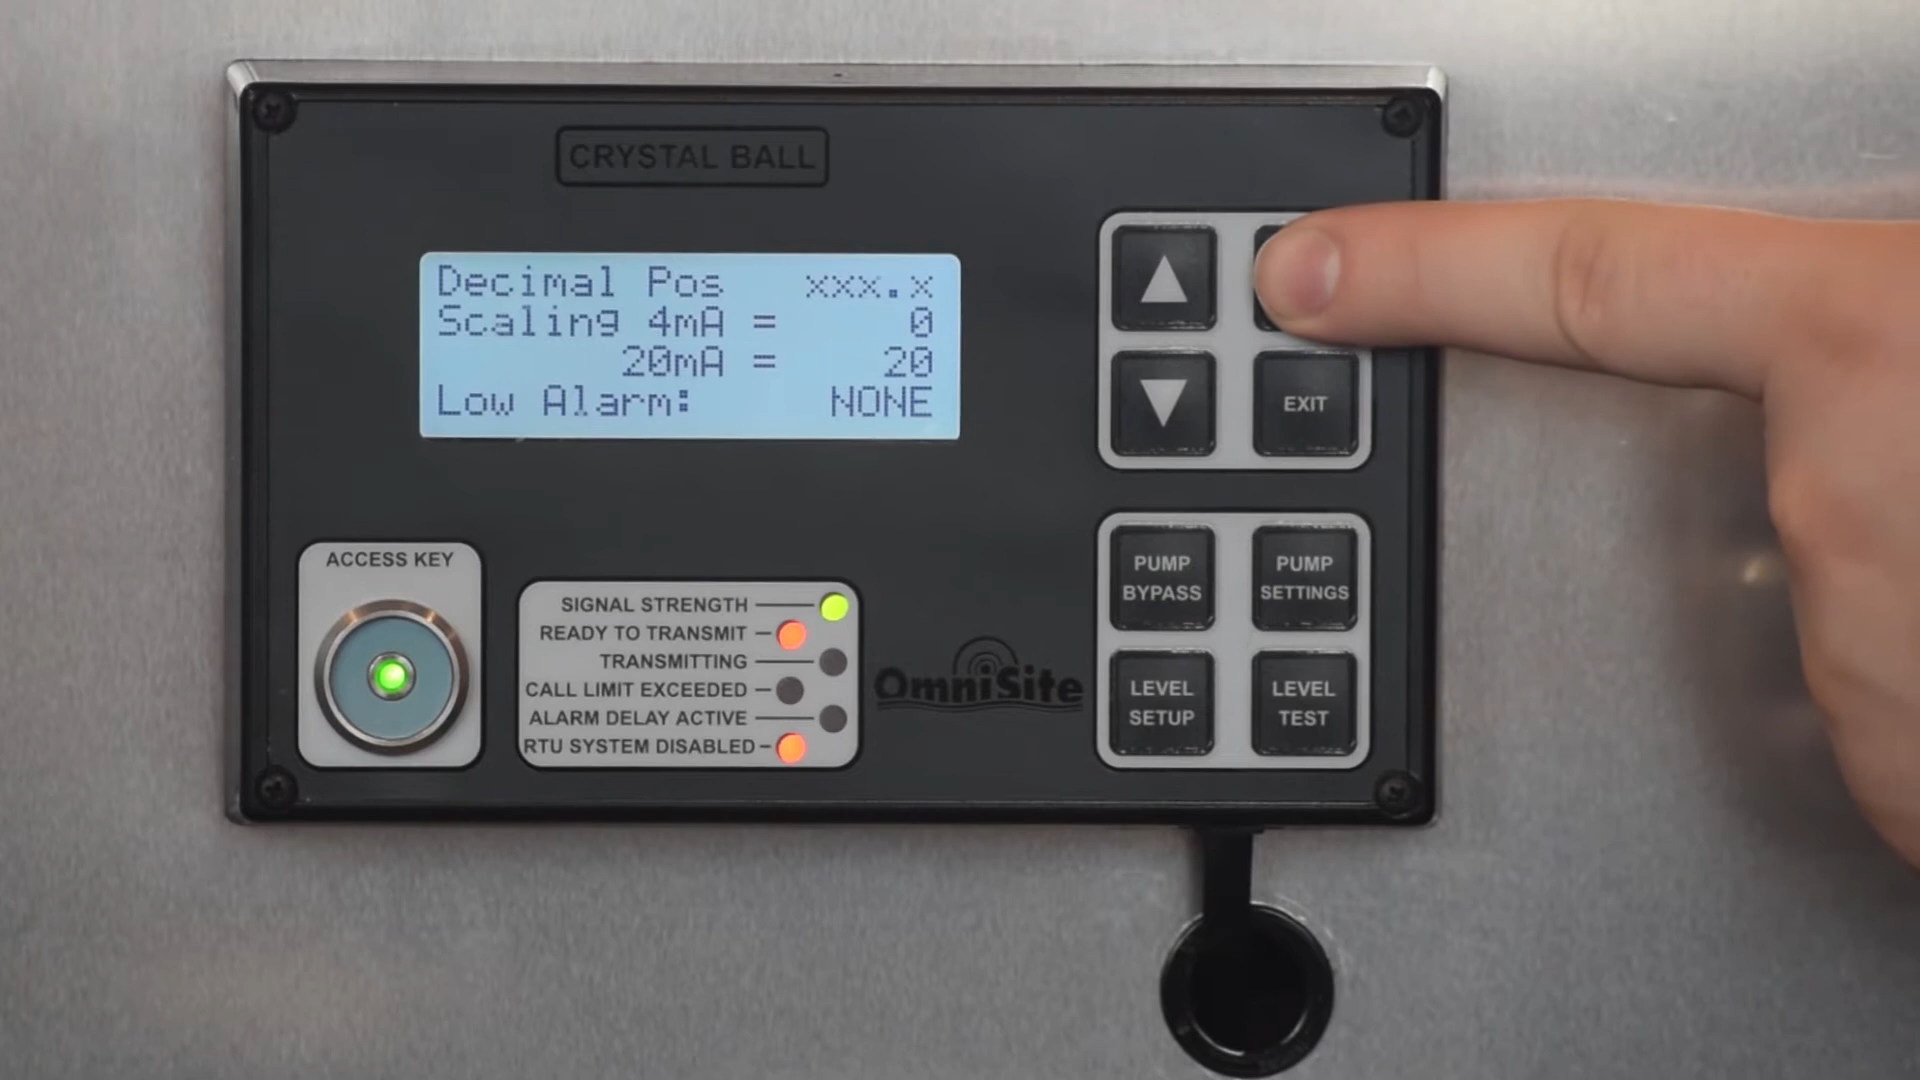 CRYSTAL BALL
Decimal Pos xxx.x
Scaling 4mA = 0
20mA = 20
Low Alarm: NONE
EXIT
ACCESS KEY
SIGNAL STRENGTH
READY TO TRANSMIT
TRANSMITTING
CALL LIMIT EXCEEDED
ALARM DELAY ACTIVE
RTU SYSTEM DISABLED
OmniSite
PUMP
BYPASS
PUMP
SETTINGS
LEVEL
SETUP
LEVEL
TEST